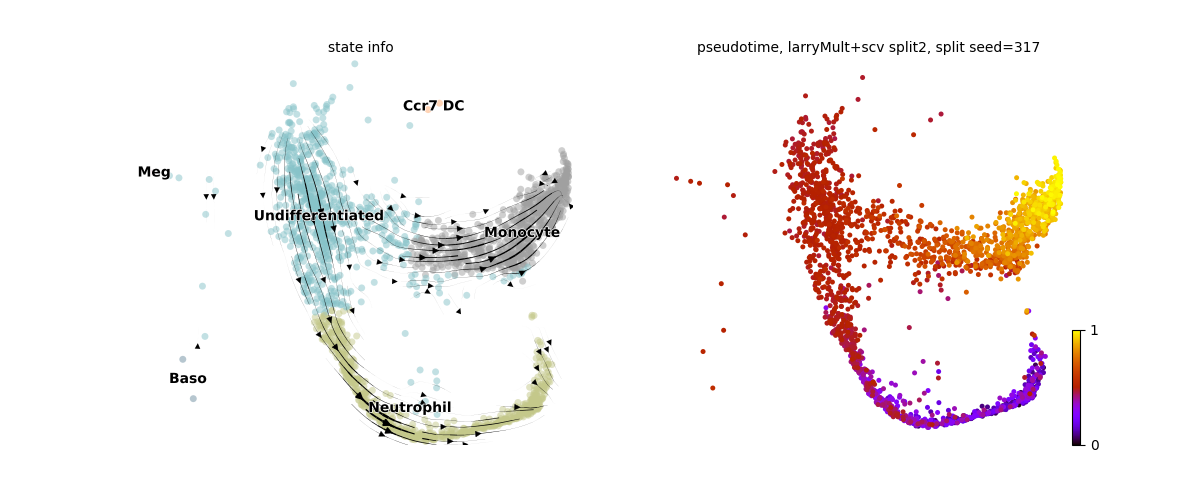 state info
pseudotime, larryMult+scv split2, split seed=317
Ccr7 DC
Meg
Undifferentiated
Monocyte
Baso
Neutrophil
1
0